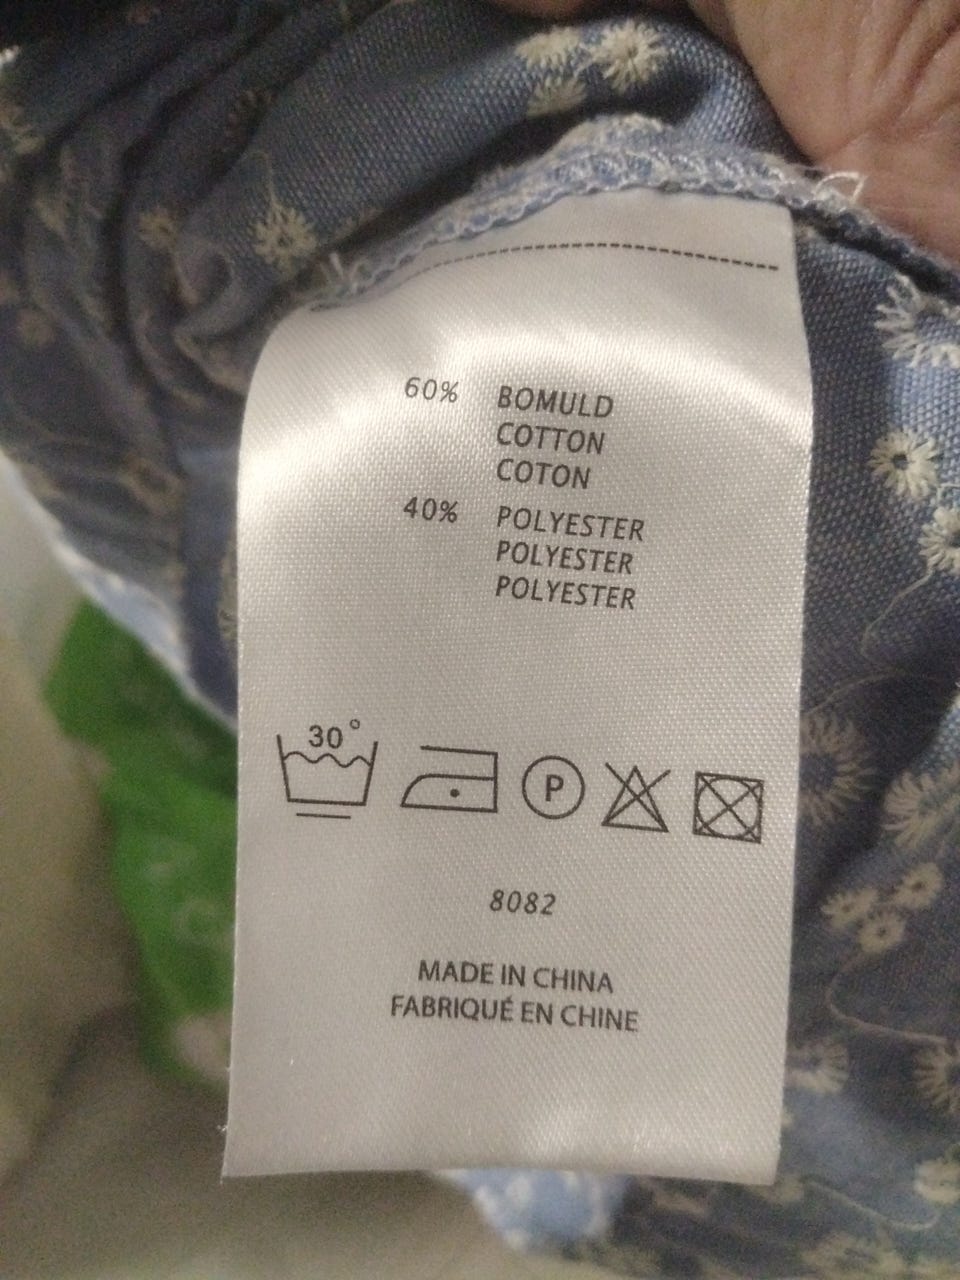 60% BOMULD
COTTON
COTON
40% POLYESTER
POLYESTER
POLYESTER
30°
P
8082
MADE IN CHINA
FABRIQUÉ EN CHINE